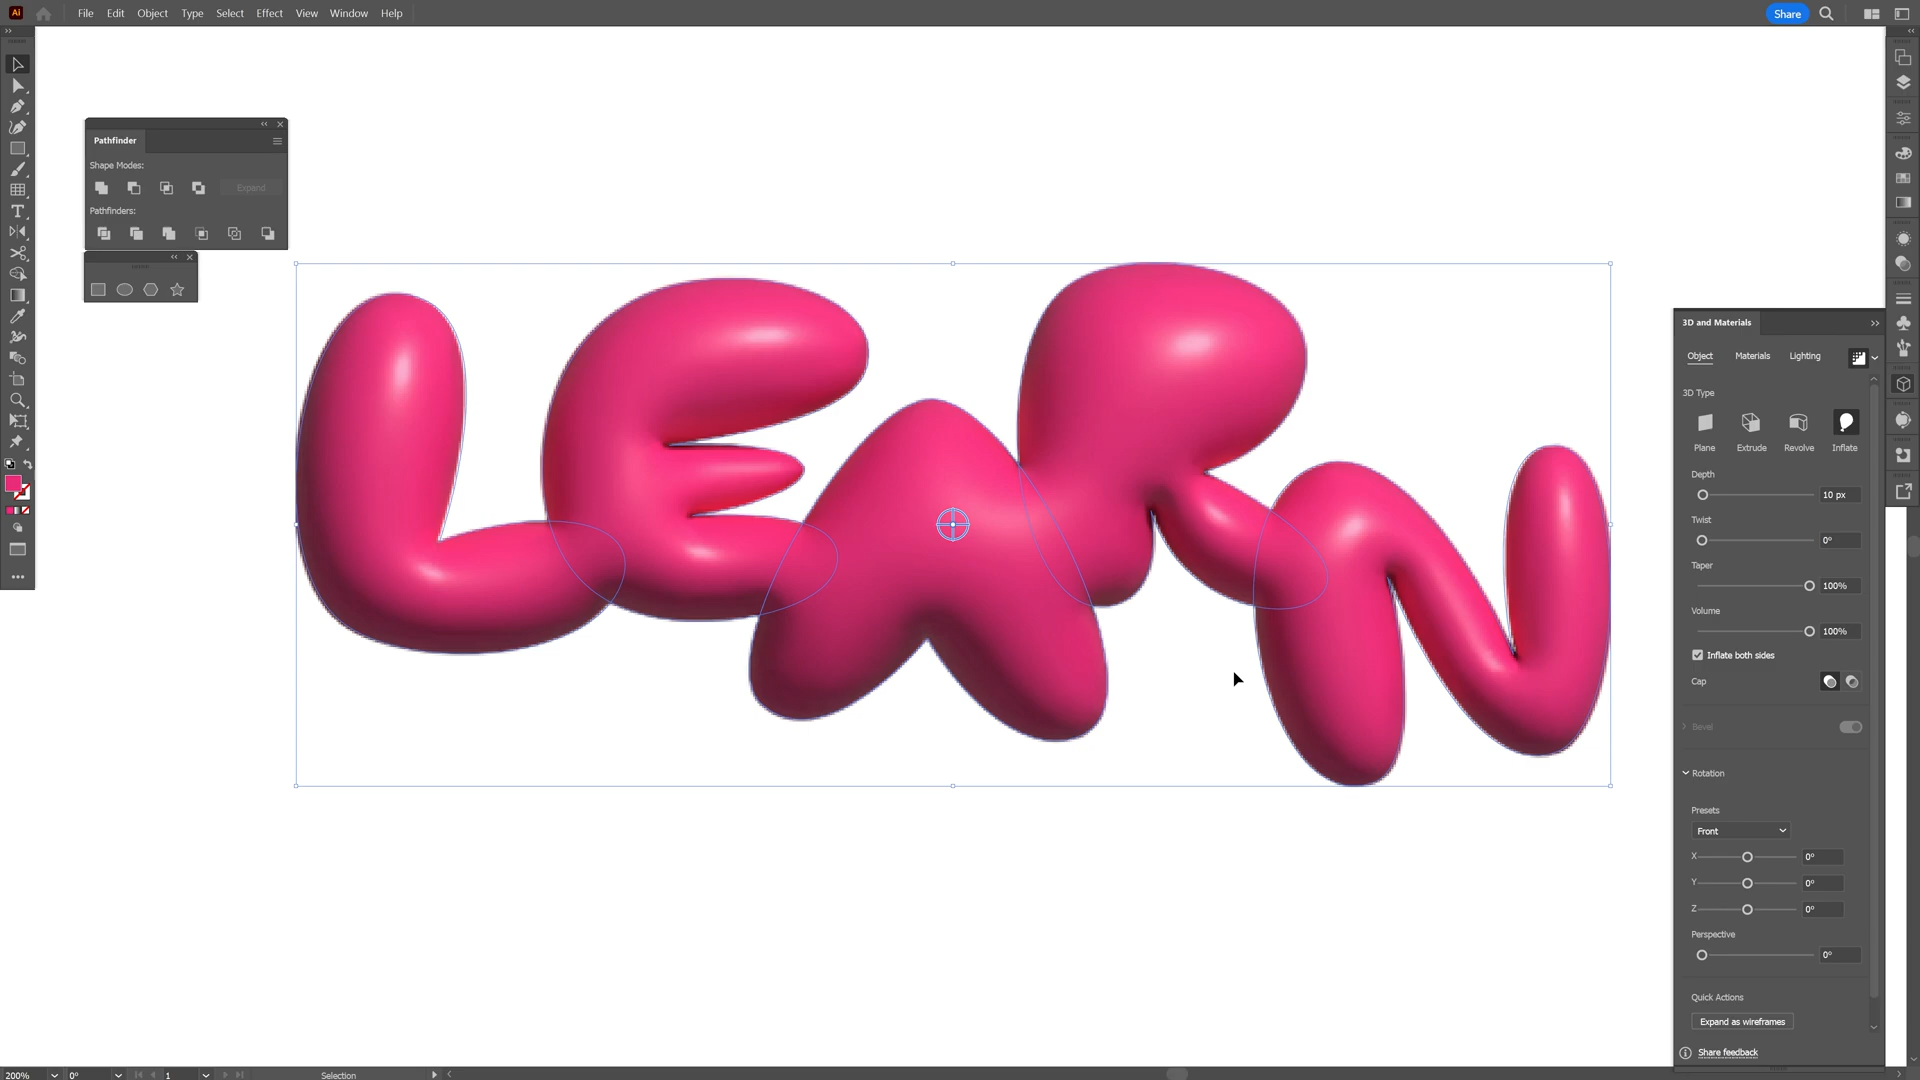 Ai File Edit Object Type Select Effect View Window Help Share
Pathfinder
Shape Modes:
Expand
Pathfinders:
LEARN
3D and Materials
Object Materials Lighting
3D Type
Plane Extrude Revolve Inflate
Depth
10 px
Twist
0°
Taper
100%
Volume
100%
Inflate both sides
Cap
Bevel
Rotation
Presets
Front
X 0°
Y 0°
Z 0°
Perspective
0°
Quick Actions
Expand as wireframes
Share feedback
200% 0° 1 Selection